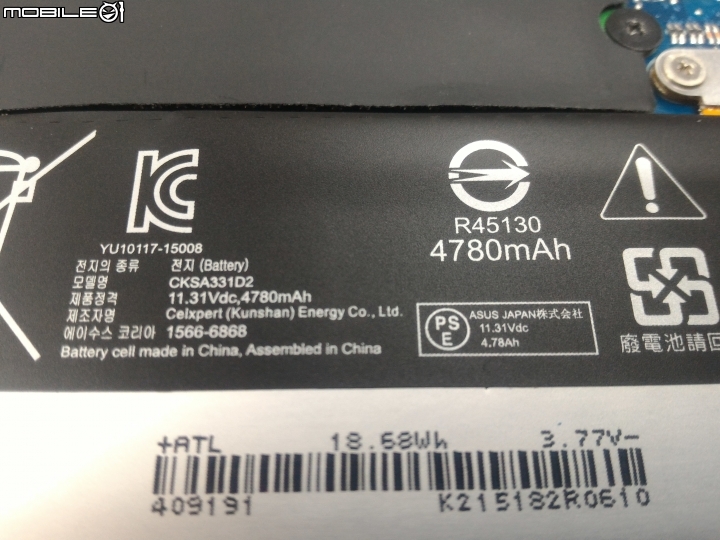 MOBILE01
KC
YU10117-15008
전지의 종류 전지 (Battery)
모델명 CKSA331D2
제품정격 11.31Vdc,4780mAh
제조자명 Celxpert (Kunshan) Energy Co., Ltd.
에이수스 코리아 1566-6868
Battery cell made in China, Assembled in China
R45130
4780mAh
PS
E
ASUS JAPAN株式会社
11.31Vdc
4.78Ah
!
廢電池請回
+ATL 18.68Wh 3.77V-
409191 K215182R0610